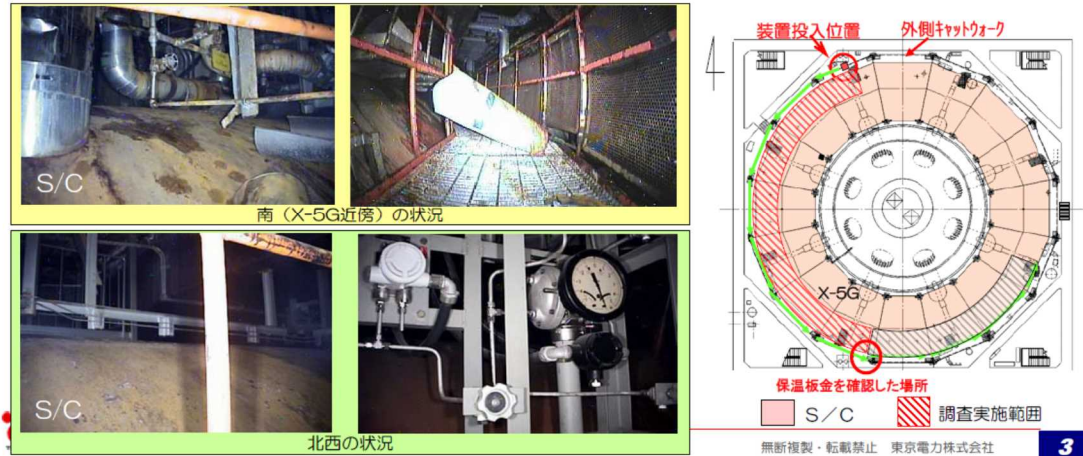 S/C
南（X-5G近傍）の状況
S/C
北西の状況
装置投入位置
外側ｷｬｯﾄｳｫｰｸ
X-5G
保温板金を確認した場所
S／C
調査実施範囲
無断複製・転載禁止 東京電力株式会社
3